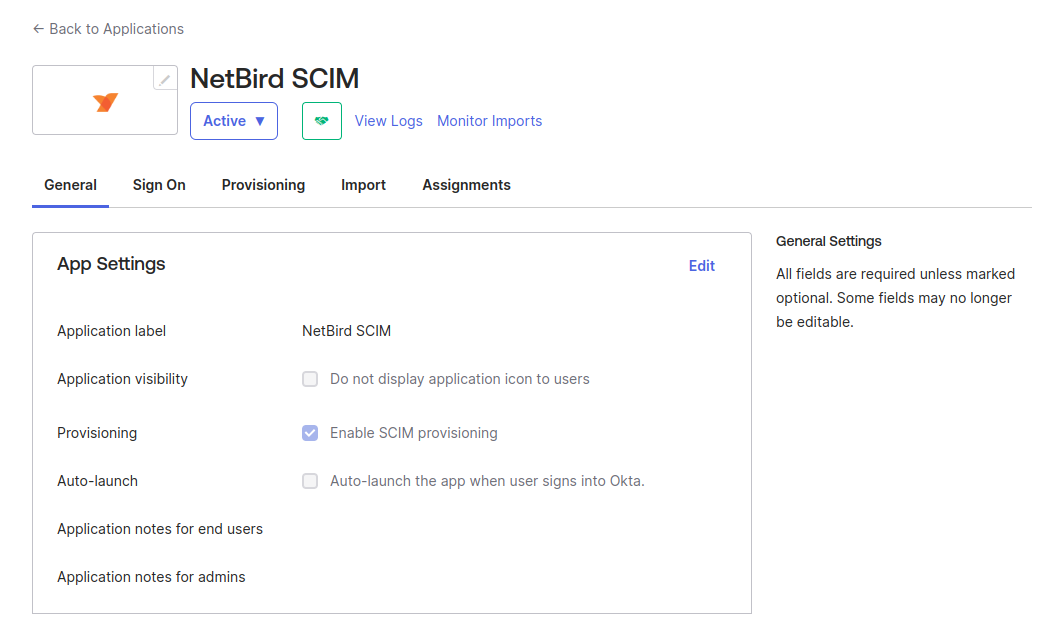 ← Back to Applications
NetBird SCIM
Active ▼ View Logs Monitor Imports
General Sign On Provisioning Import Assignments
App Settings Edit
Application label NetBird SCIM
Application visibility Do not display application icon to users
Provisioning Enable SCIM provisioning
Auto-launch Auto-launch the app when user signs into Okta.
Application notes for end users
Application notes for admins
General Settings
All fields are required unless marked
optional. Some fields may no longer
be editable.